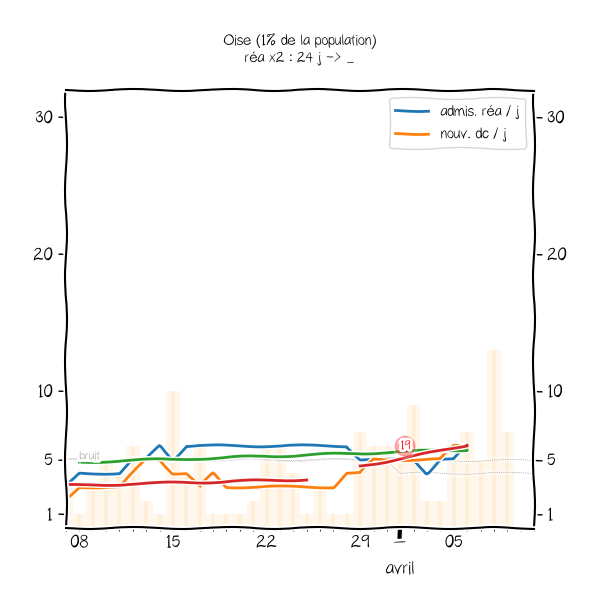 Oise (1% de la population)
réa x2 : 24 j -> _
admis. réa / j
nouv. dc / j
30
30
20
20
10
10
19
bruit
5
5
1
1
08
15
22
29
05
avril